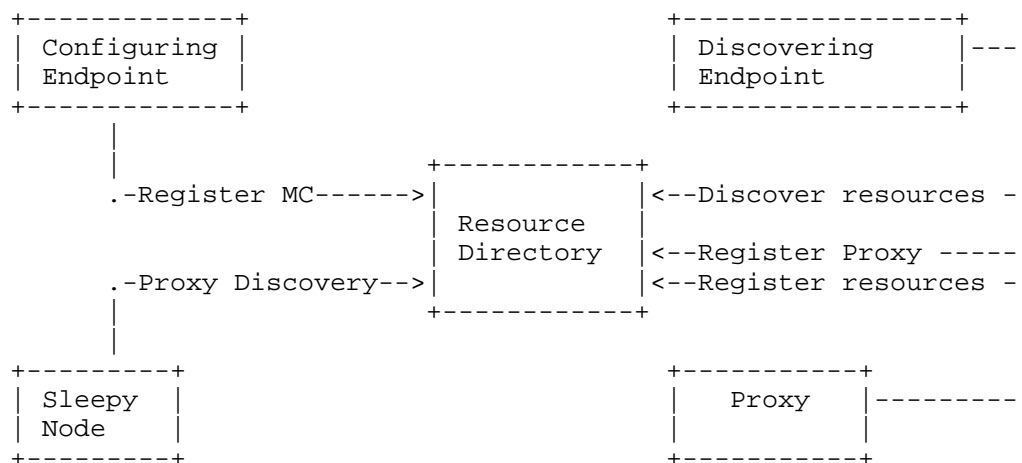 Configuring
Endpoint
Discovering
Endpoint
.-Register MC------>
<--Discover resources -
Resource
Directory
<--Register Proxy -----
.-Proxy Discovery-->
<--Register resources -
Sleepy
Node
Proxy